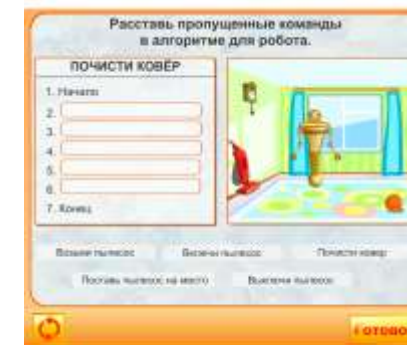 Расставь пропущенные команды
в алгоритме для робота.
ПОЧИСТИ КОВЁР
1. Начало
2.
3.
4.
5.
6.
7. Конец
Возьми пылесос
Включи пылесос
Почисти ковёр
Поставь пылесос на место
Выключи пылесос
ГОТОВО